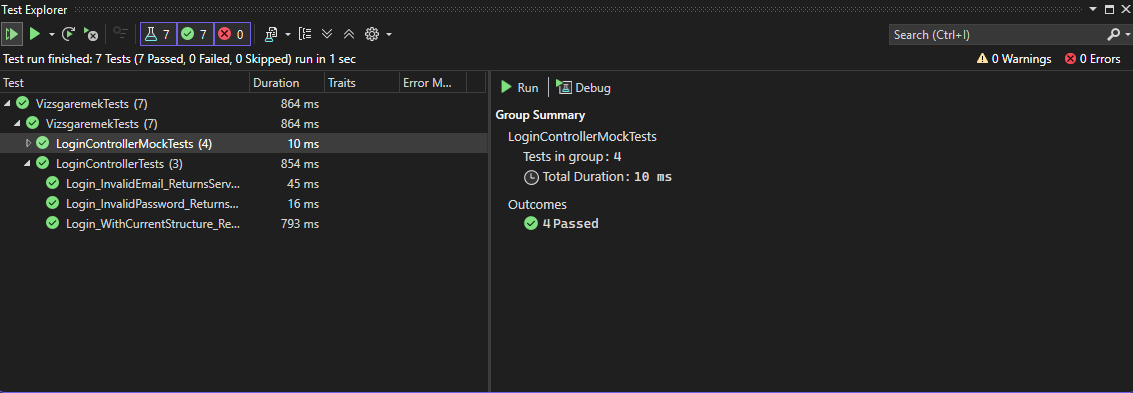 Test Explorer
7 7 0
Search (Ctrl+I)
Test run finished: 7 Tests (7 Passed, 0 Failed, 0 Skipped) run in 1 sec
0 Warnings 0 Errors
Test Duration Traits Error M...
VizsgaremekTests (7) 864 ms
VizsgaremekTests (7) 864 ms
LoginControllerMockTests (4) 10 ms
LoginControllerTests (3) 854 ms
Login_InvalidEmail_ReturnsServ... 45 ms
Login_InvalidPassword_Returns... 16 ms
Login_WithCurrentStructure_Re... 793 ms
Run Debug
Group Summary
LoginControllerMockTests
Tests in group: 4
Total Duration: 10 ms
Outcomes
4 Passed